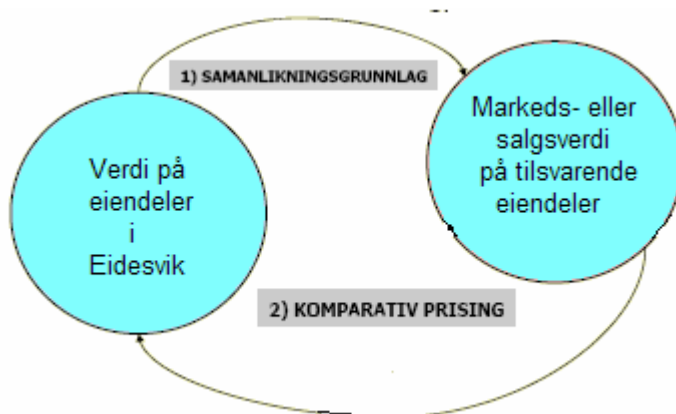 1) SAMANLIKNINGSGRUNNLAG
Markeds- eller
salgsverdi
på tilsvarende
eiendeler
Verdi på
eiendeler
i
Eidesvik
2) KOMPARATIV PRISING